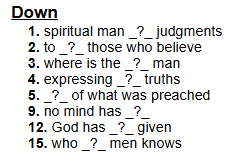 Down
1. spiritual man _?_ judgments
2. to _?_ those who believe
3. where is the _?_ man
4. expressing _?_ truths
5. _?_ of what was preached
9. no mind has _?_
12. God has _?_ given
15. who _?_ men knows